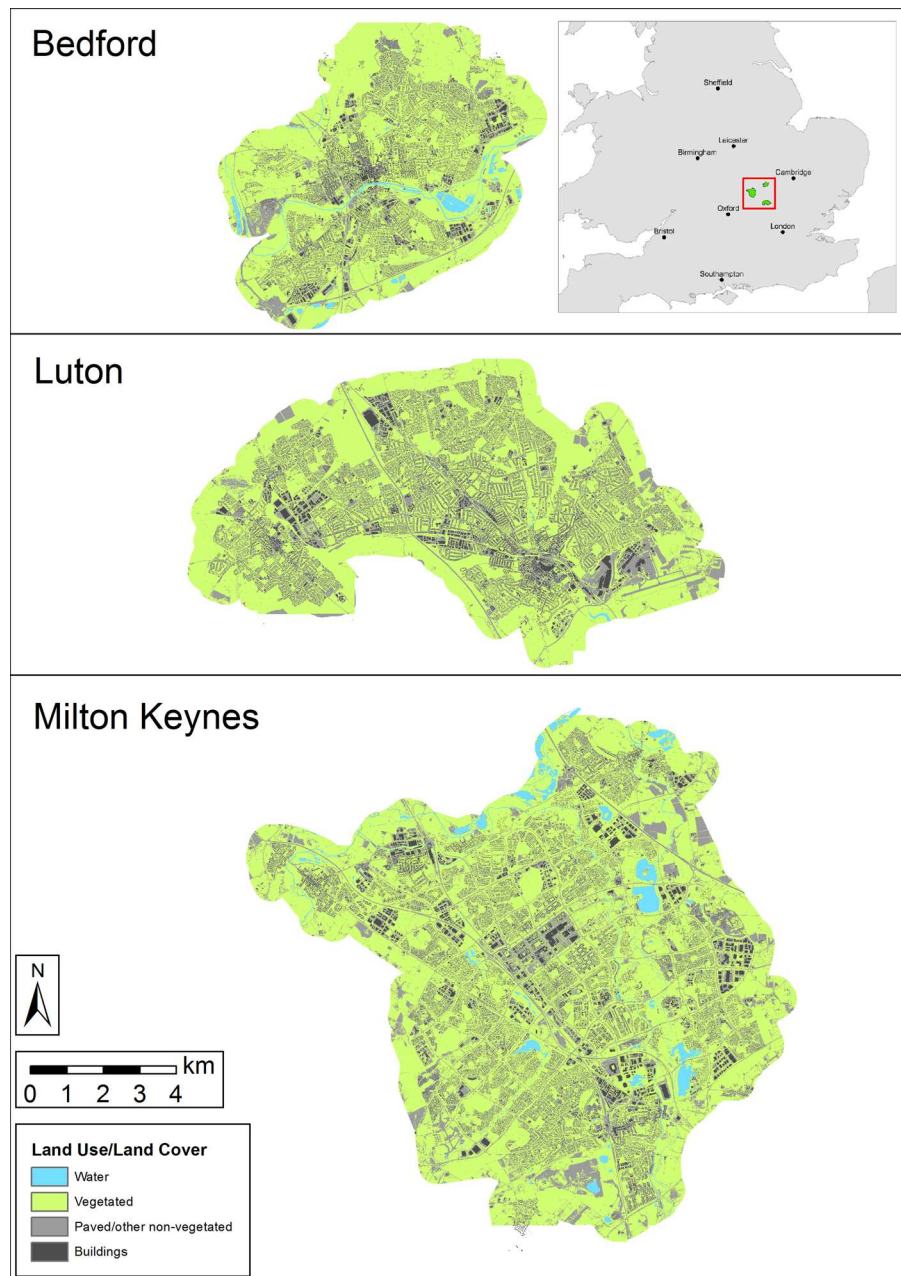 Bedford
Sheffield
Leicester
Birmingham
Cambridge
Oxford
London
Bristol
Southampton
Luton
Milton Keynes
N
km
0 1 2 3 4
Land Use/Land Cover
Water
Vegetated
Paved/other non-vegetated
Buildings